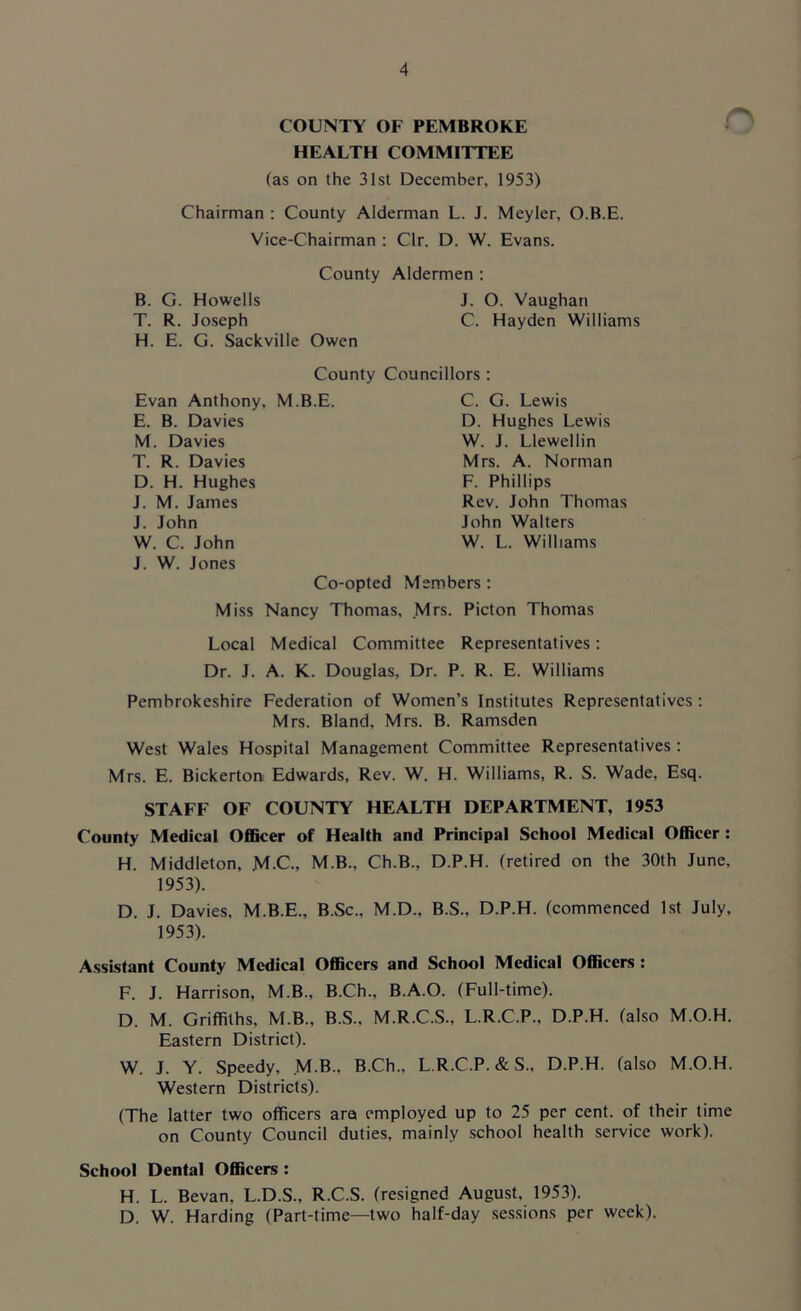 4
COUNTY OF PEMBROKE
HEALTH COMMITTEE
(as on the 31st December, 1953)
Chairman : County Alderman L. J. Meyler, O.B.E.
Vice-Chairman : Clr. D. W. Evans.
County Aldermen :
B. G. Howells
T. R. Joseph
H. E. G. Sackville Owen
J. O. Vaughan
C. Hayden Williams
County Councillors :
Evan Anthony, M.B.E.
E. B. Davies
M. Davies
T. R. Davies
D. H. Hughes
J. M. James
J. John
W. C. John
J. W. Jones
C. G. Lewis
D. Hughes Lewis
W. J. Llewellin
Mrs. A. Norman
F. Phillips
Rev. John Thomas
John Walters
W. L. Williams
Co-opted Members :
Miss Nancy Thomas, Mrs. Picton Thomas
Local Medical Committee Representatives :
Dr. J. A. K. Douglas, Dr. P. R. E. Williams
Pembrokeshire Federation of Women's Institutes Representatives :
Mrs. Bland, Mrs. B. Ramsden
West Wales Hospital Management Committee Representatives :
Mrs. E. Bickerton Edwards, Rev. W. H. Williams, R. S. Wade, Esq.
STAFF OF COUNTY HEALTH DEPARTMENT, 1953
County Medical Officer of Health and Principal School Medical Officer :
H. Middleton, M.C., M.B., Ch.B., D.P.H. (retired on the 30th June,
1953).
D. J. Davies, M.B.E., B.Sc., M.D., B.S., D.P.H. (commenced 1st July,
1953).
Assistant County Medical Officers and School Medical Officers :
F. J. Harrison, M.B., B.Ch., B.A.O. (Full-time).
D. M. Griffiths, M.B., B.S., M.R.C.S., L.R.C.P., D.P.H. (also M.O.H.
Eastern District).
W. J. Y. Speedy, M.B., B.Ch., L.R.C.P. & S., D.P.H. (also M.O.H.
Western Districts).
(The latter two officers are employed up to 25 per cent. of their time
on County Council duties, mainly school health service work).
School Dental Officers :
H. L. Bevan, L.D.S., R.C.S. (resigned August, 1953).
D. W. Harding (Part-time—two half-day sessions per week).